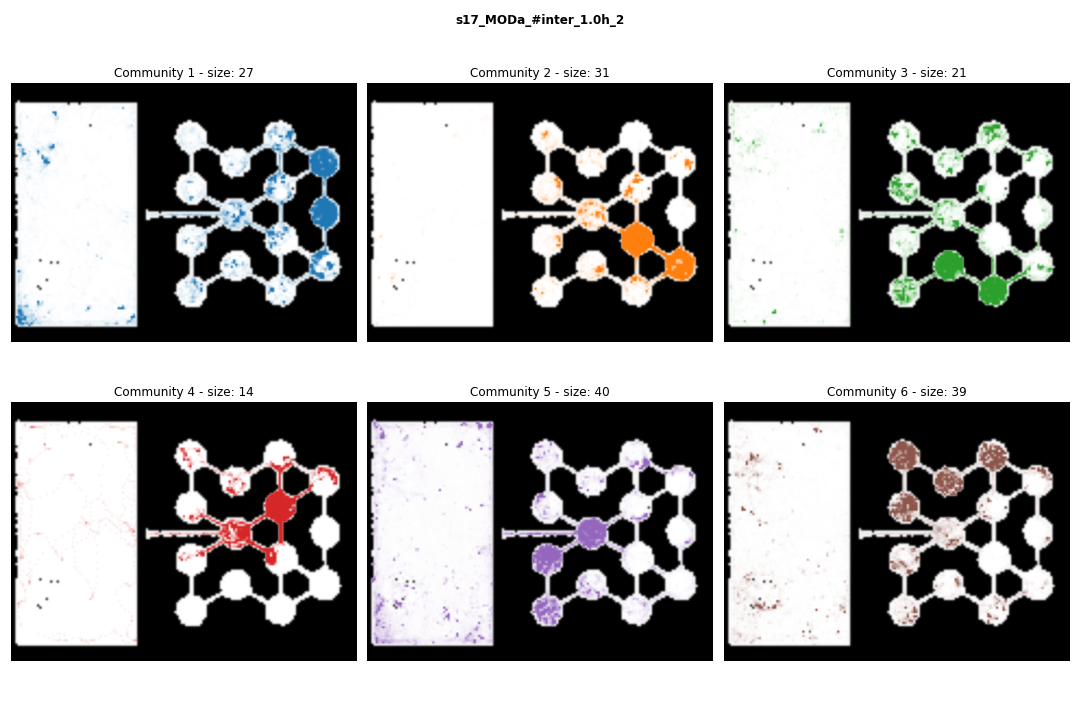 s17_MODa_#inter_1.0h_2
Community 1 - size: 27
Community 2 - size: 31
Community 3 - size: 21
Community 4 - size: 14
Community 5 - size: 40
Community 6 - size: 39